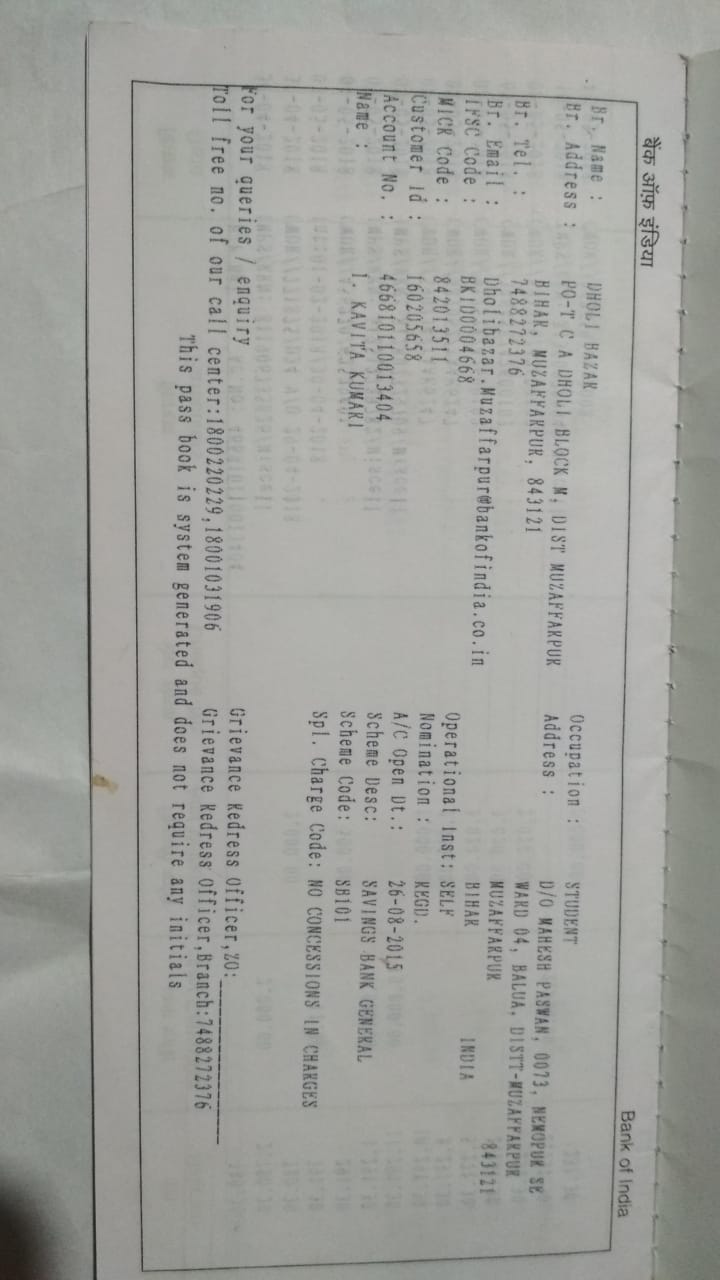 बैंक ऑफ़ इंडिया
Bank of India
Br. Name : DHOLI BAZAR
Br. Address : PO-T C A DHOLI BLOCK M, DIST MUZAFFARPUR
BIHAR, MUZAFFARPUR, 843121
Br. Tel. : 7488272376
Br. Email : Dholibazar.Muzaffarpur@bankofindia.co.in
IFSC Code : BKID0004668
MICR Code : 842013511
Customer Id : 160205658
Account No. : 466810110013404
Name : 1. KAVITA KUMARI
Occupation : STUDENT
Address : D/O MAHESH PASWAN, 0073, NEMOPUR SE
WARD 04, BALUA, DISTT-MUZAFFARPUR
MUZAFFARPUR 843121
BIHAR INDIA
Operational Inst: SELF
Nomination : REGD.
A/C Open Dt.: 26-08-2015
Scheme Desc: SAVINGS BANK GENERAL
Scheme Code: SB101
Spl. Charge Code: NO CONCESSIONS IN CHARGES
For your queries / enquiry
Toll free no. of our call center:1800220229,18001031906
Grievance Redress Officer,ZO:
Grievance Redress Officer,Branch:7488272376
This pass book is system generated and does not require any initials